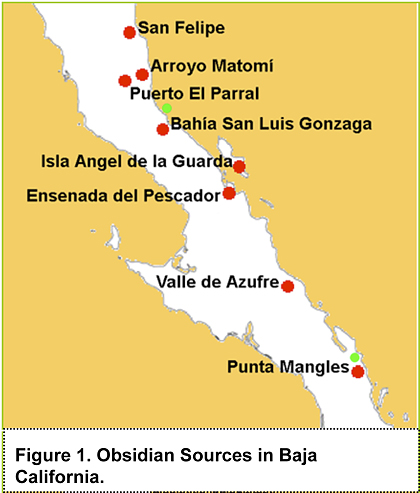 San Felipe
Arroyo Matomí
Puerto El Parral
Bahía San Luis Gonzaga
Isla Angel de la Guarda
Ensenada del Pescador
Valle de Azufre
Punta Mangles
Figure 1. Obsidian Sources in Baja
California.